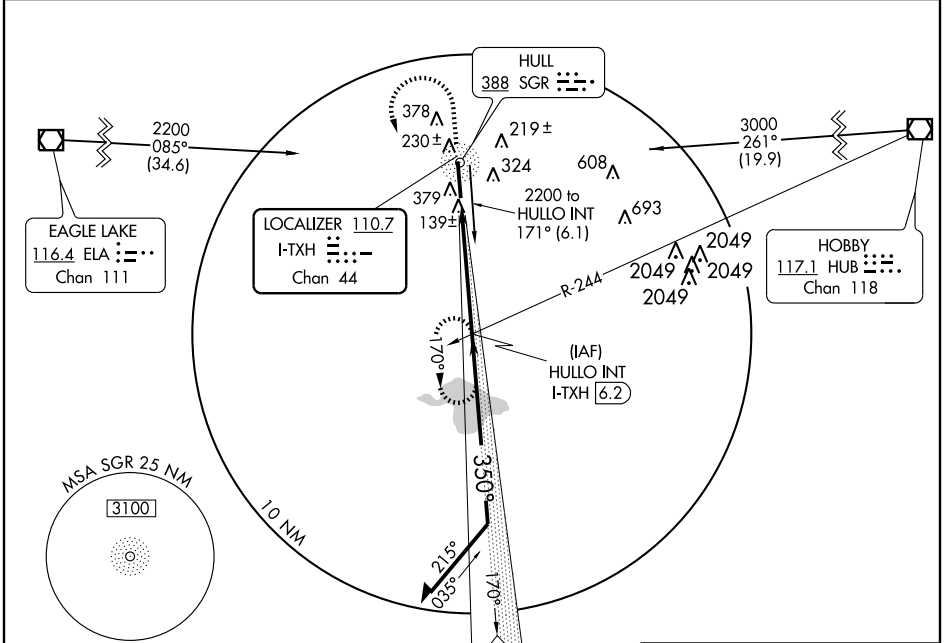 HULL
388 SGR
378
230 ±
219 ±
324
608
379
693
139±
2200
085°
(34.6)
3000
261°
(19.9)
2200 to
HULLO INT
171° (6.1)
EAGLE LAKE
116.4 ELA
Chan 111
LOCALIZER 110.7
I-TXH
Chan 44
2049
2049
2049
2049
HOBBY
117.1 HUB
Chan 118
R-244
170°
(IAF)
HULLO INT
I-TXH 6.2
350°
MSA SGR 25 NM
3100
10 NM
215°
035°
170°